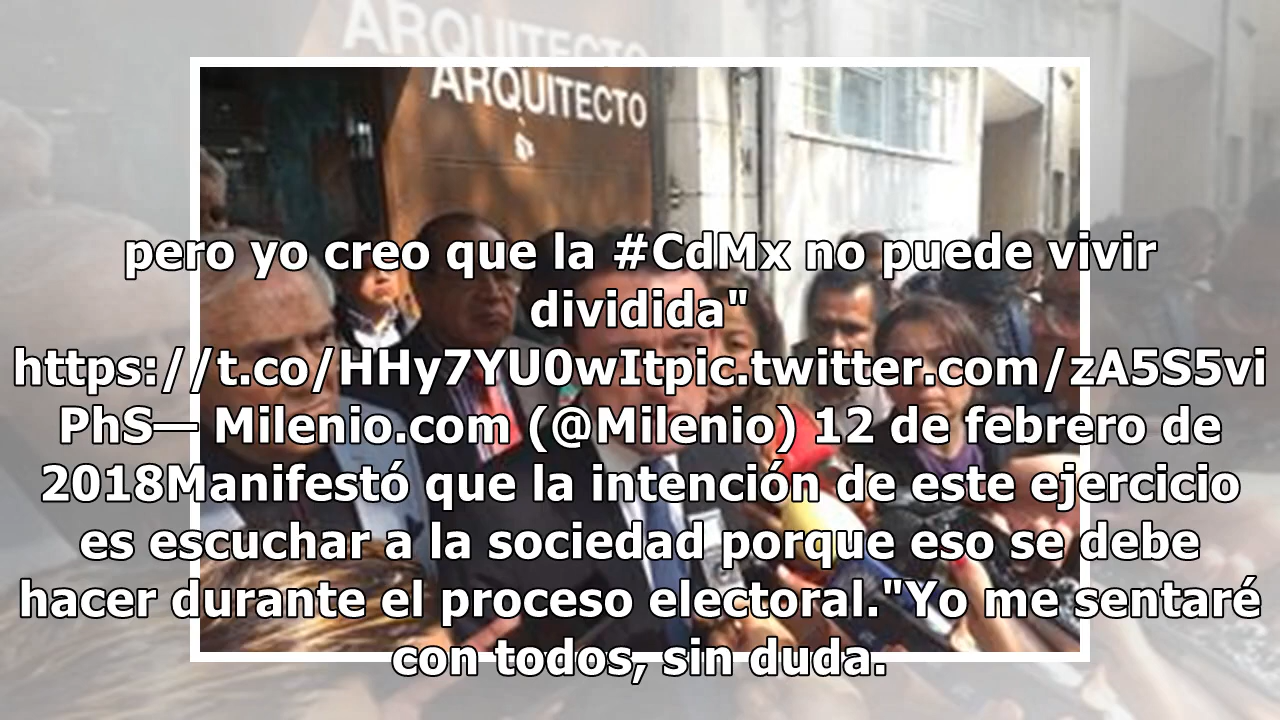 ARQUITECTO
ARQUITECTO
pero yo creo que la #CdMx no puede vivir
dividida"
https://t.co/HHy7YU0wItpic.twitter.com/zA5S5vi
PhS— Milenio.com (@Milenio) 12 de febrero de
2018Manifestó que la intención de este ejercicio
es escuchar a la sociedad porque eso se debe
hacer durante el proceso electoral."Yo me sentaré
con todos, sin duda.